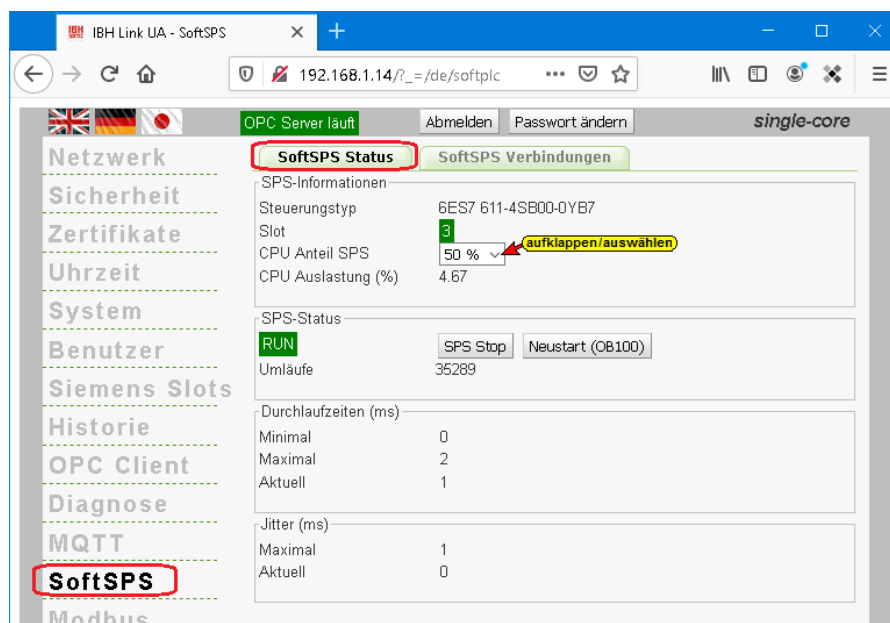 IBH
SOFTEC
IBH Link UA - SoftSPS
192.168.1.14/?_=/de/softplc
OPC Server läuft
Abmelden
Passwort ändern
single-core
Netzwerk
Sicherheit
Zertifikate
Uhrzeit
System
Benutzer
Siemens Slots
Historie
OPC Client
Diagnose
MQTT
SoftSPS
Modbus
SoftSPS Status
SoftSPS Verbindungen
SPS-Informationen
Steuerungstyp 6ES7 611-4SB00-0YB7
Slot 3
CPU Anteil SPS 50 % aufklappen/auswählen
CPU Auslastung (%) 4.67
SPS-Status
RUN SPS Stop Neustart (OB100)
Umläufe 35289
Durchlaufzeiten (ms)
Minimal 0
Maximal 2
Aktuell 1
Jitter (ms)
Maximal 1
Aktuell 0